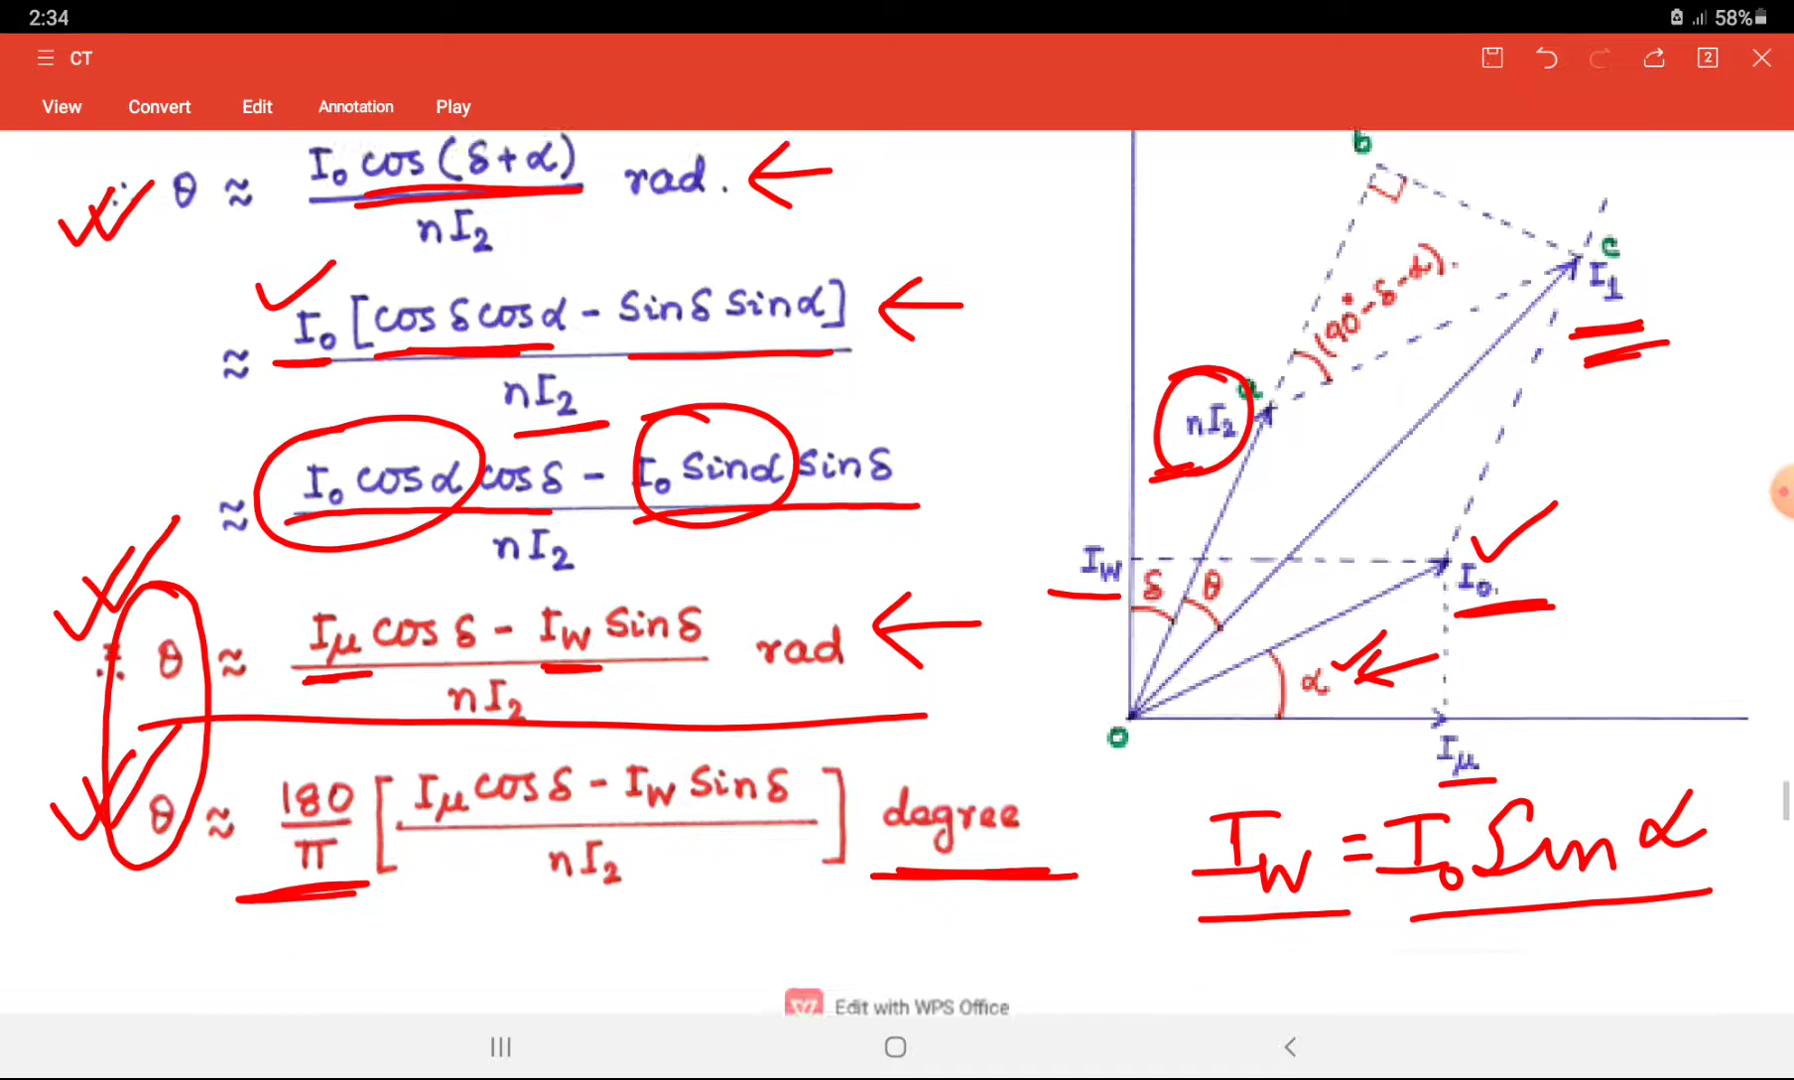 2:34
58%
CT
2
View Convert Edit Annotation Play
∴ θ ≈ I₀ cos (δ+α) / nI₂ rad.
≈ I₀ [cos δ cos α - sin δ sin α] / nI₂
≈ I₀ cos α cos δ - I₀ sin α sin δ / nI₂
∴ θ ≈ Iμ cos δ - Iw sin δ / nI₂ rad
θ ≈ 180/π [Iμ cos δ - Iw sin δ / nI₂] degree
b
c
I₁
(90°-δ-α).
a
nI₂
Iw
δ θ
I₀.
α
o
Iμ
Iw = I₀ Sin α
Edit with WPS Office